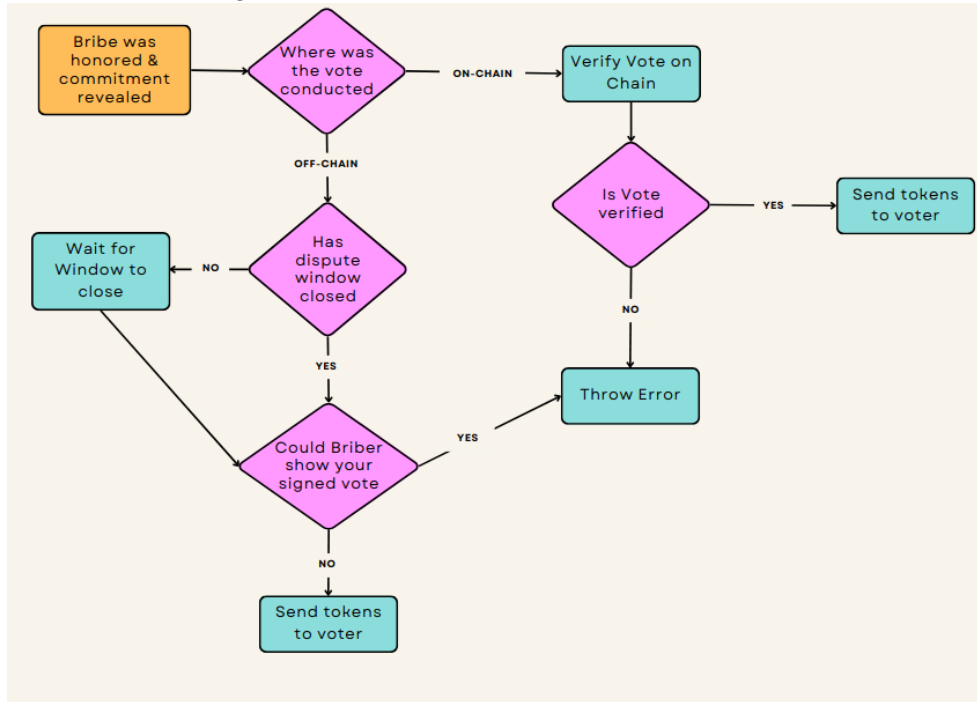 Bribe was
honored &
commitment
revealed
Where was
the vote
conducted
ON-CHAIN
Verify Vote on
Chain
OFF-CHAIN
Is Vote
verified
YES
Send tokens
to voter
Has
dispute
window
closed
NO
Wait for
Window to
close
NO
YES
Throw Error
Could Briber
show your
signed vote
YES
NO
Send tokens
to voter